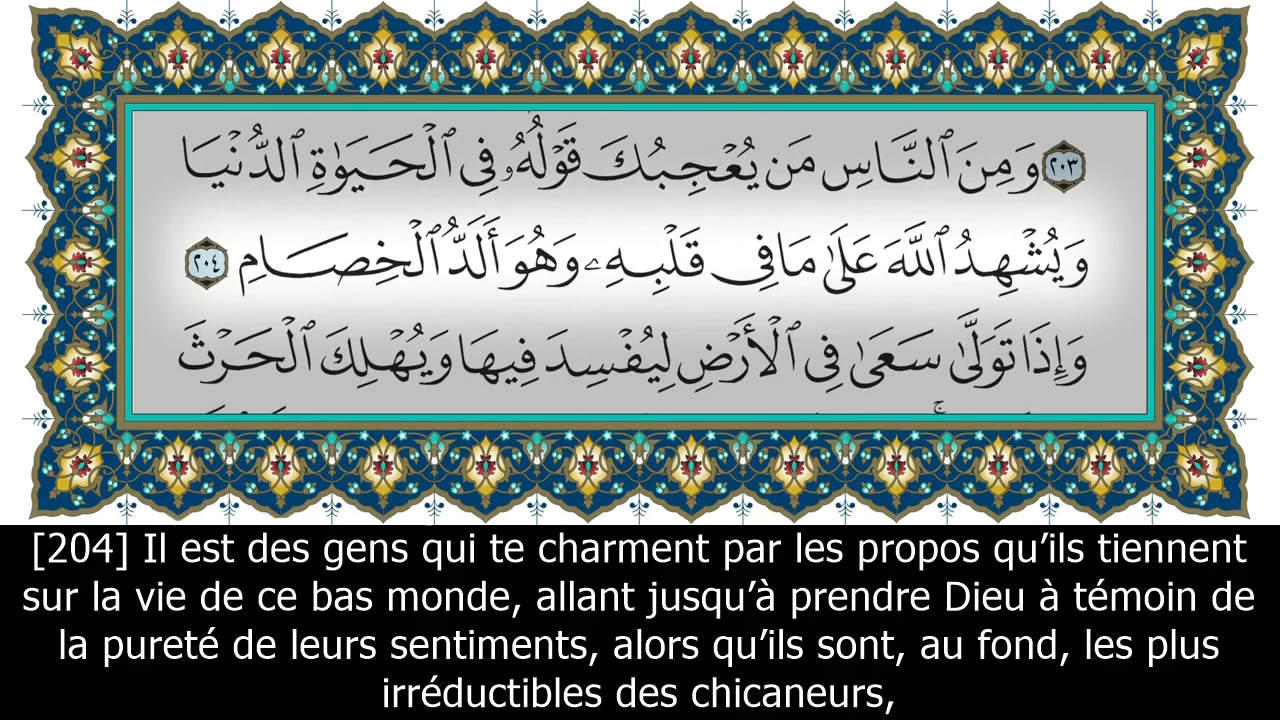 ٢٠٣ وَمِنَ ٱلنَّاسِ مَن يُعْجِبُكَ قَوْلُهُۥ فِى ٱلْحَيَوٰةِ ٱلدُّنْيَا
وَيُشْهِدُ ٱللَّهَ عَلَىٰ مَا فِى قَلْبِهِۦ وَهُوَ أَلَدُّ ٱلْخِصَامِ ٢٠٤
وَإِذَا تَوَلَّىٰ سَعَىٰ فِى ٱلْأَرْضِ لِيُفْسِدَ فِيهَا وَيُهْلِكَ ٱلْحَرْثَ
[204] Il est des gens qui te charment par les propos qu’ils tiennent
sur la vie de ce bas monde, allant jusqu’à prendre Dieu à témoin de
la pureté de leurs sentiments, alors qu’ils sont, au fond, les plus
irréductibles des chicaneurs,